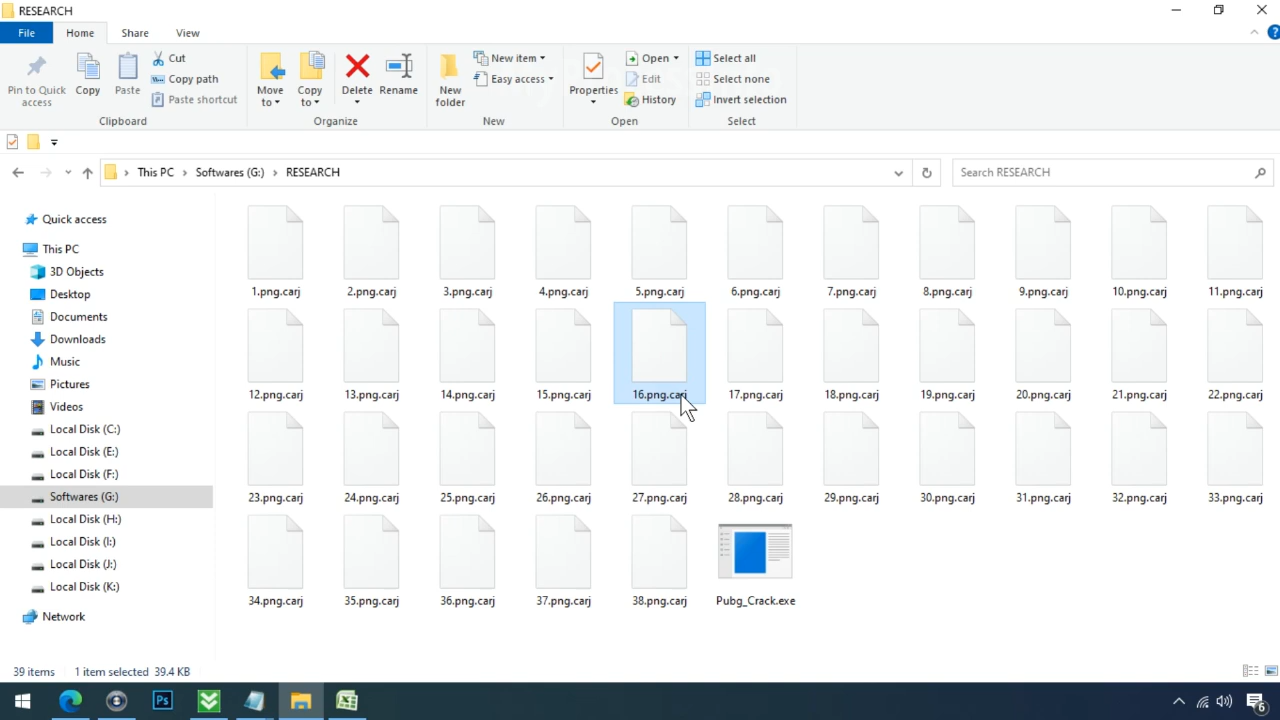 RESEARCH
File Home Share View
Pin to Quick access
Copy
Paste
Cut
Copy path
Paste shortcut
Clipboard
Move to
Copy to
Delete
Rename
Organize
New folder
New item
Easy access
New
Properties
Open
Edit
History
Open
Select all
Select none
Invert selection
Select
This PC Softwares (G:) RESEARCH
Search RESEARCH
Quick access
This PC
3D Objects
Desktop
Documents
Downloads
Music
Pictures
Videos
Local Disk (C:)
Local Disk (E:)
Local Disk (F:)
Softwares (G:)
Local Disk (H:)
Local Disk (I:)
Local Disk (J:)
Local Disk (K:)
Network
1.png.carj 2.png.carj 3.png.carj 4.png.carj 5.png.carj 6.png.carj 7.png.carj 8.png.carj 9.png.carj 10.png.carj 11.png.carj
12.png.carj 13.png.carj 14.png.carj 15.png.carj 16.png.carj 17.png.carj 18.png.carj 19.png.carj 20.png.carj 21.png.carj 22.png.carj
23.png.carj 24.png.carj 25.png.carj 26.png.carj 27.png.carj 28.png.carj 29.png.carj 30.png.carj 31.png.carj 32.png.carj 33.png.carj
34.png.carj 35.png.carj 36.png.carj 37.png.carj 38.png.carj Pubg_Crack.exe
39 items 1 item selected 39.4 KB
Ps
6